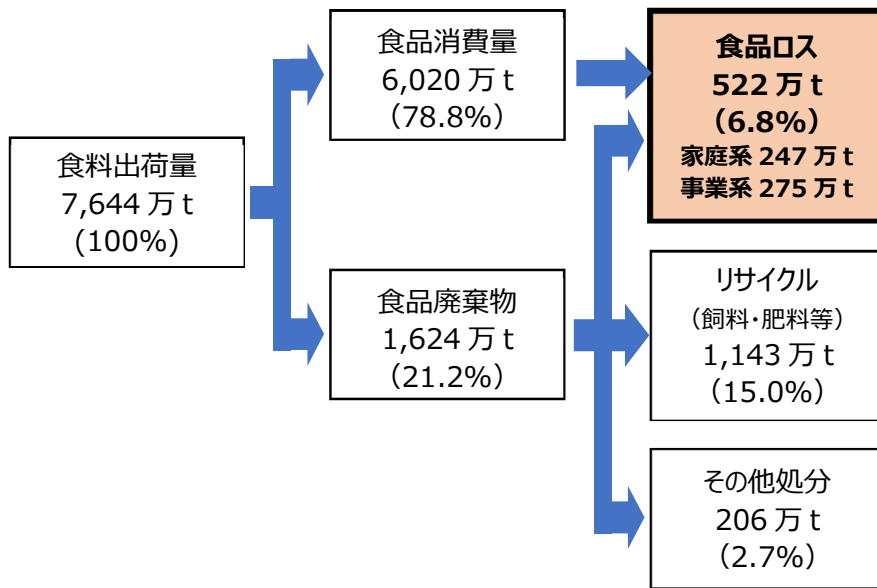 食料出荷量
7,644 万 t
(100%)
食品消費量
6,020 万 t
(78.8%)
食品廃棄物
1,624 万 t
(21.2%)
食品ロス
522 万 t
(6.8%)
家庭系 247 万 t
事業系 275 万 t
リサイクル
(飼料・肥料等)
1,143 万 t
(15.0%)
その他処分
206 万 t
(2.7%)